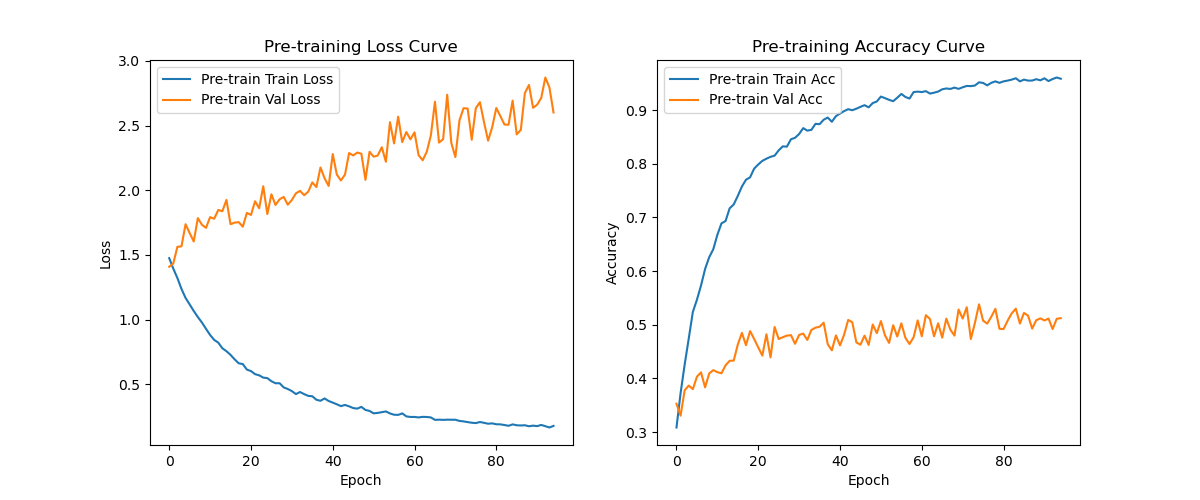 Pre-training Loss Curve
3.0
2.5
2.0
1.5
1.0
0.5
Loss
Pre-train Train Loss
Pre-train Val Loss
0 20 40 60 80
Epoch
Pre-training Accuracy Curve
0.9
0.8
0.7
0.6
0.5
0.4
0.3
Accuracy
Pre-train Train Acc
Pre-train Val Acc
0 20 40 60 80
Epoch